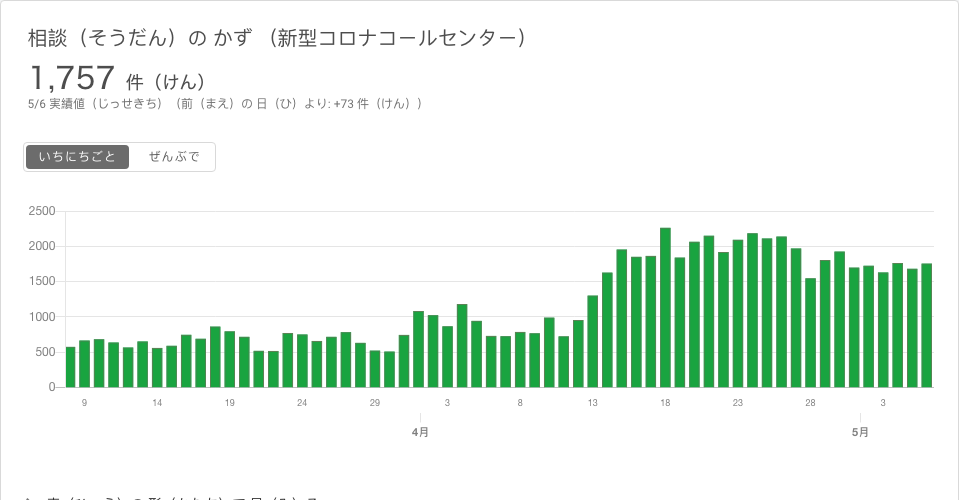 相談（そうだん）の かず （新型コロナコールセンター）
1,757 件（けん）
5/6 実績値（じっせきち）（前（まえ）の 日（ひ）より: +73 件（けん））
いちにちごと ぜんぶで
2500
2000
1500
1000
500
0
9 14 19 24 29 3 8 13 18 23 28 3
4月 5月